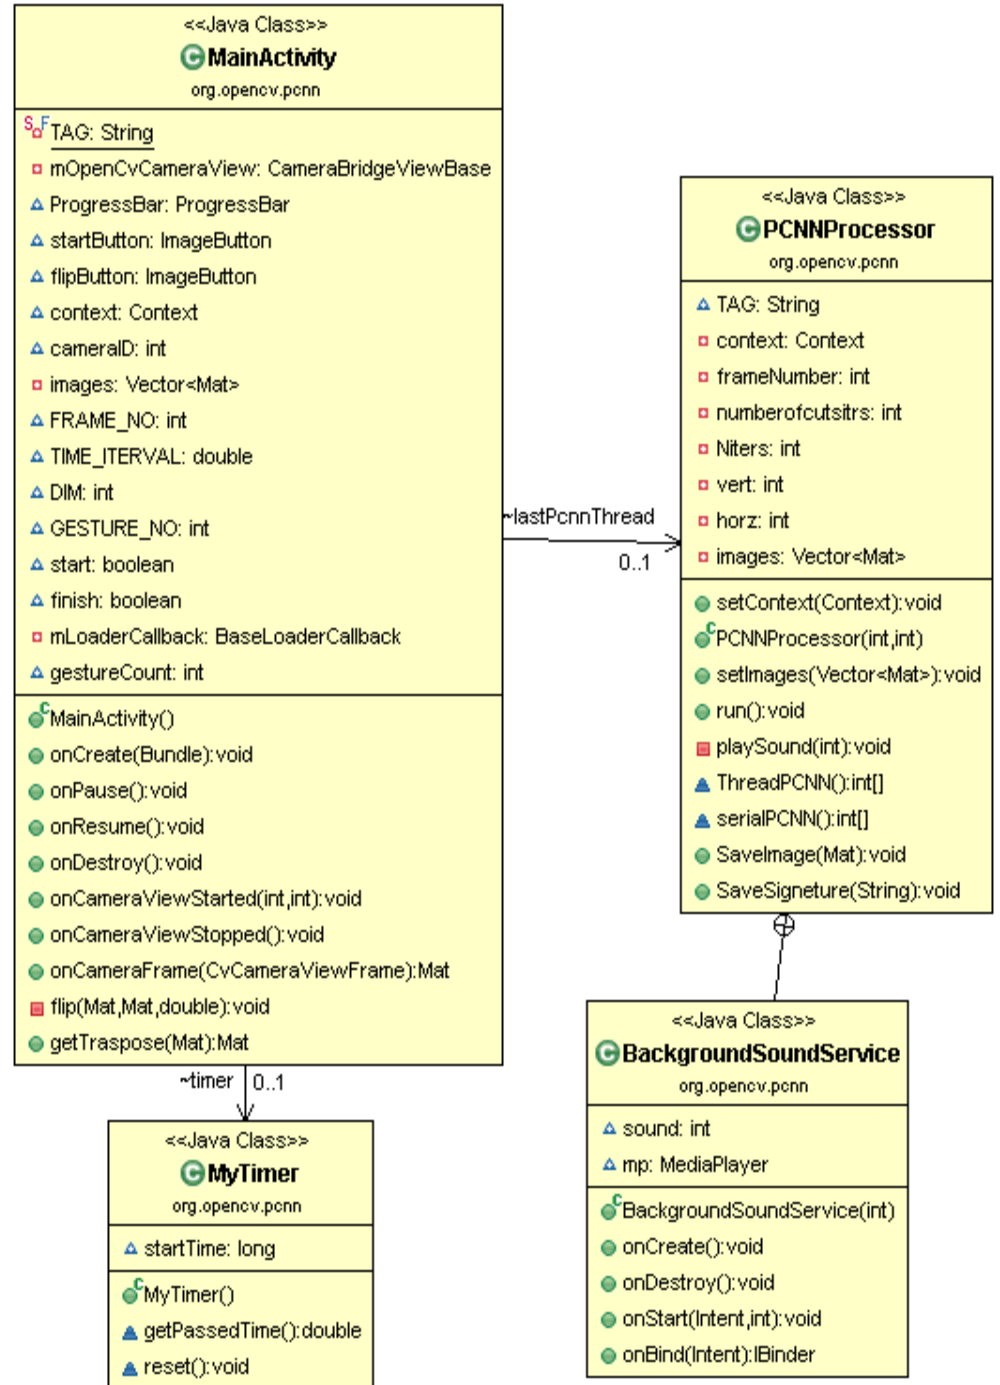 <<Java Class>>
MainActivity
org.opencv.pcnn
TAG: String
mOpenCvCameraView: CameraBridgeViewBase
ProgressBar: ProgressBar
startButton: ImageButton
flipButton: ImageButton
context: Context
cameraID: int
images: Vector<Mat>
FRAME_NO: int
TIME_ITERVAL: double
DIM: int
GESTURE_NO: int
start: boolean
finish: boolean
mLoaderCallback: BaseLoaderCallback
gestureCount: int
MainActivity()
onCreate(Bundle):void
onPause():void
onResume():void
onDestroy():void
onCameraViewStarted(int,int):void
onCameraViewStopped():void
onCameraFrame(CvCameraViewFrame):Mat
flip(Mat,Mat,double):void
getTraspose(Mat):Mat
~lastPcnnThread
0..1
<<Java Class>>
PCNNProcessor
org.opencv.pcnn
TAG: String
context: Context
frameNumber: int
numberofcutsitrs: int
Niters: int
vert: int
horz: int
images: Vector<Mat>
setContext(Context):void
PCNNProcessor(int,int)
setImages(Vector<Mat>):void
run():void
playSound(int):void
ThreadPCNN():int[]
serialPCNN():int[]
SaveImage(Mat):void
SaveSigneture(String):void
~timer 0..1
<<Java Class>>
MyTimer
org.opencv.pcnn
startTime: long
MyTimer()
getPassedTime():double
reset():void
<<Java Class>>
BackgroundSoundService
org.opencv.pcnn
sound: int
mp: MediaPlayer
BackgroundSoundService(int)
onCreate():void
onDestroy():void
onStart(Intent,int):void
onBind(Intent):IBinder